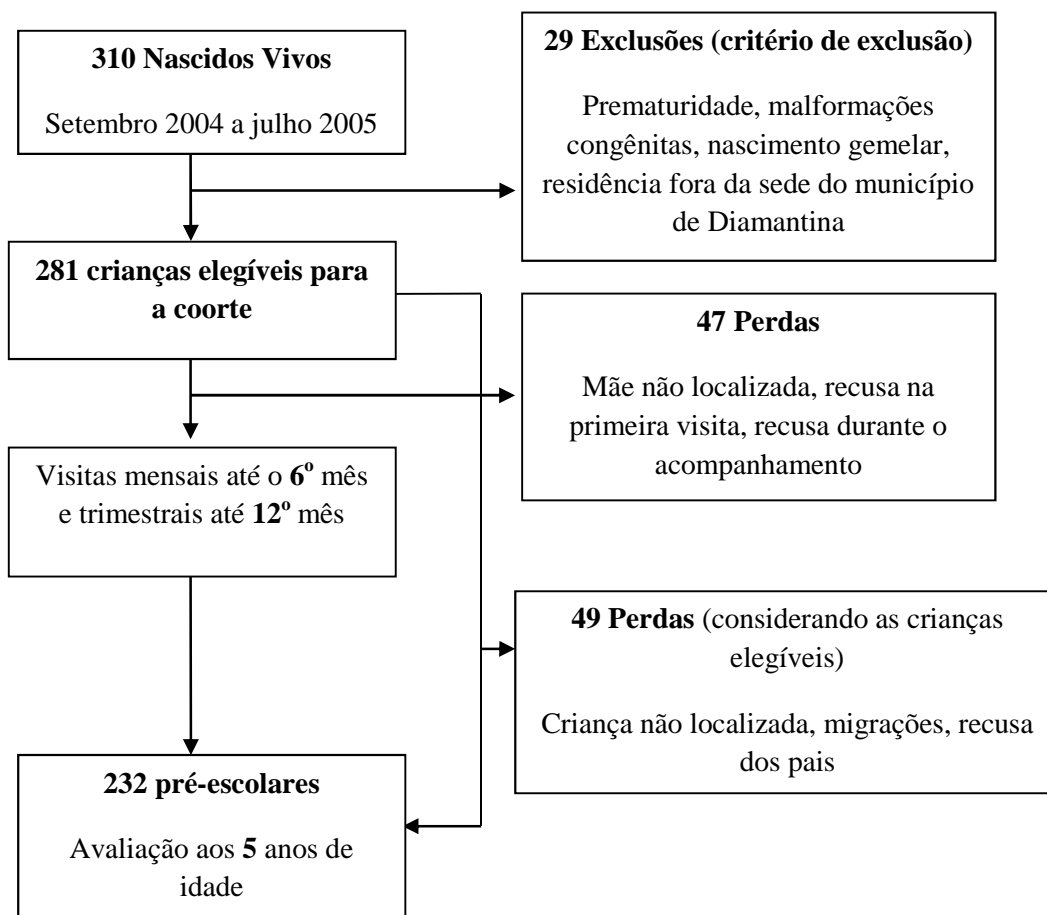 310 Nascidos Vivos
Setembro 2004 a julho 2005
29 Exclusões (critério de exclusão)
Prematuridade, malformações
congênitas, nascimento gemelar,
residência fora da sede do município
de Diamantina
281 crianças elegíveis para
a coorte
47 Perdas
Mãe não localizada, recusa na
primeira visita, recusa durante o
acompanhamento
Visitas mensais até o 6º mês
e trimestrais até 12º mês
49 Perdas (considerando as crianças
elegíveis)
Criança não localizada, migrações, recusa
dos pais
232 pré-escolares
Avaliação aos 5 anos de
idade